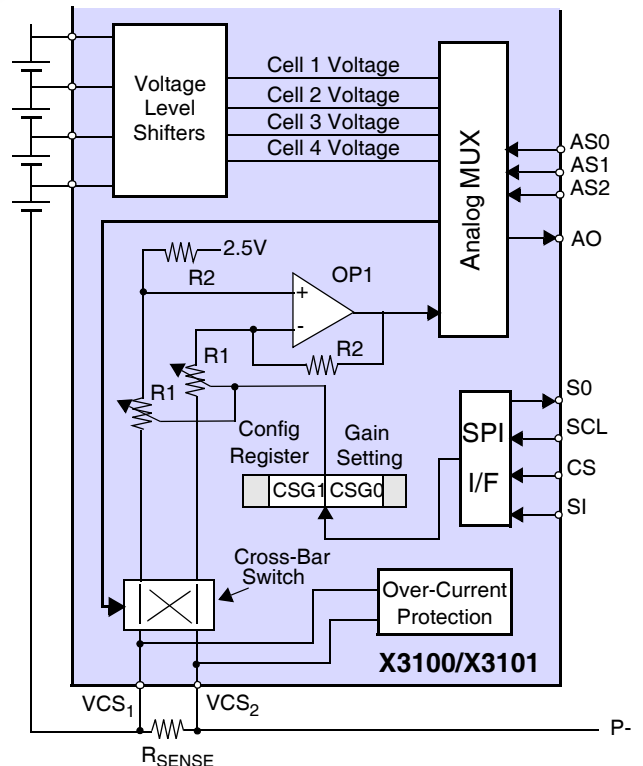 Voltage
Level
Shifters
Cell 1 Voltage
Cell 2 Voltage
Cell 3 Voltage
Cell 4 Voltage
Analog MUX
AS0
AS1
AS2
AO
2.5V
R2
OP1
+
-
R2
R1
R1
Config
Register
Gain
Setting
CSG1 CSG0
SPI
I/F
S0
SCL
CS
SI
Cross-Bar
Switch
Over-Current
Protection
X3100/X3101
VCS1
VCS2
RSENSE
P-